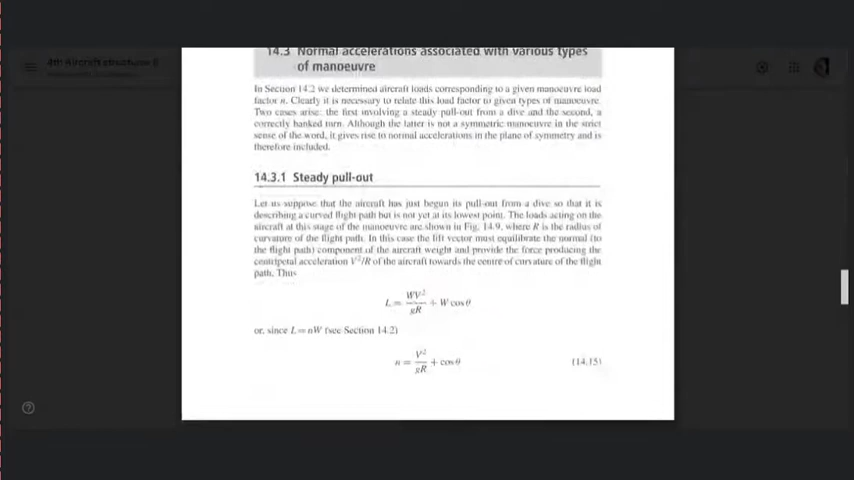 4th Aircraft structures
14.3 Normal accelerations associated with various types
of manoeuvre
In Section 14.2 we determined aircraft loads corresponding to a given manoeuvre load
factor n. Clearly it is necessary to relate this load factor to given types of manoeuvre.
Two cases arise: the first involving a steady pull-out from a dive and the second, a
correctly banked turn. Although the latter is not a symmetric manoeuvre in the strict
sense of the word, it gives rise to normal accelerations in the plane of symmetry and is
therefore included.
14.3.1 Steady pull-out
Let us suppose that the aircraft has just begun its pull-out from a dive so that it is
describing a curved flight path but is not yet at its lowest point. The loads acting on the
aircraft at this stage of the manoeuvre are shown in Fig. 14.9, where R is the radius of
curvature of the flight path. In this case the lift vector must equilibrate the normal (to
the flight path) component of the aircraft weight and provide the force producing the
centripetal acceleration V²/R of the aircraft towards the centre of curvature of the flight
path. Thus
L = WV²/gR + W cos θ
or, since L = nW (see Section 14.2)
n = V²/gR + cos θ (14.15)